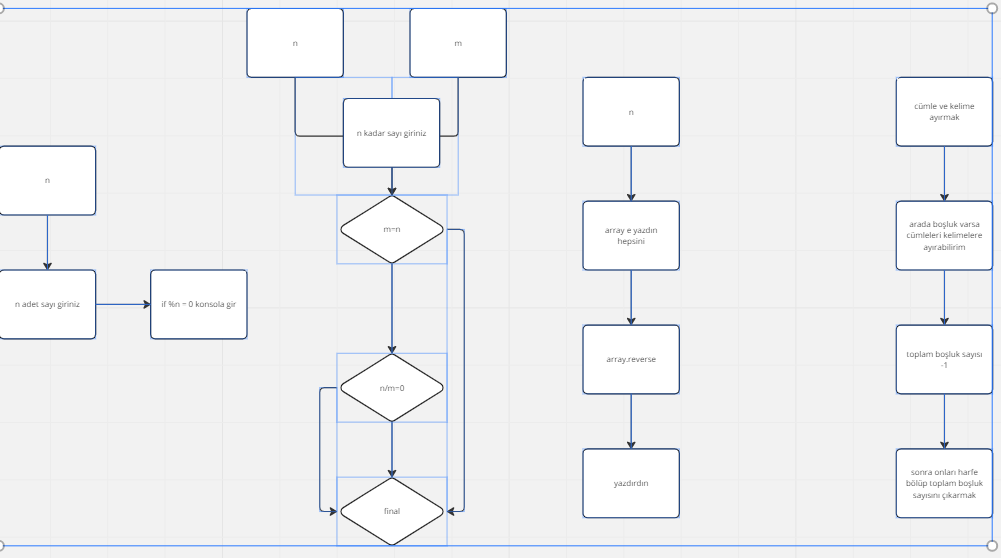 n
m
n kadar sayı giriniz
m=n
n/m=0
final
n
n adet sayı giriniz
if %n = 0 konsola gir
n
array e yazdın
hepsini
array.reverse
yazdırdın
cümle ve kelime
ayırmak
arada boşluk varsa
cümleleri kelimelere
ayırabilirim
toplam boşluk sayısı
-1
sonra onları harfe
bölüp toplam boşluk
sayısını çıkarmak